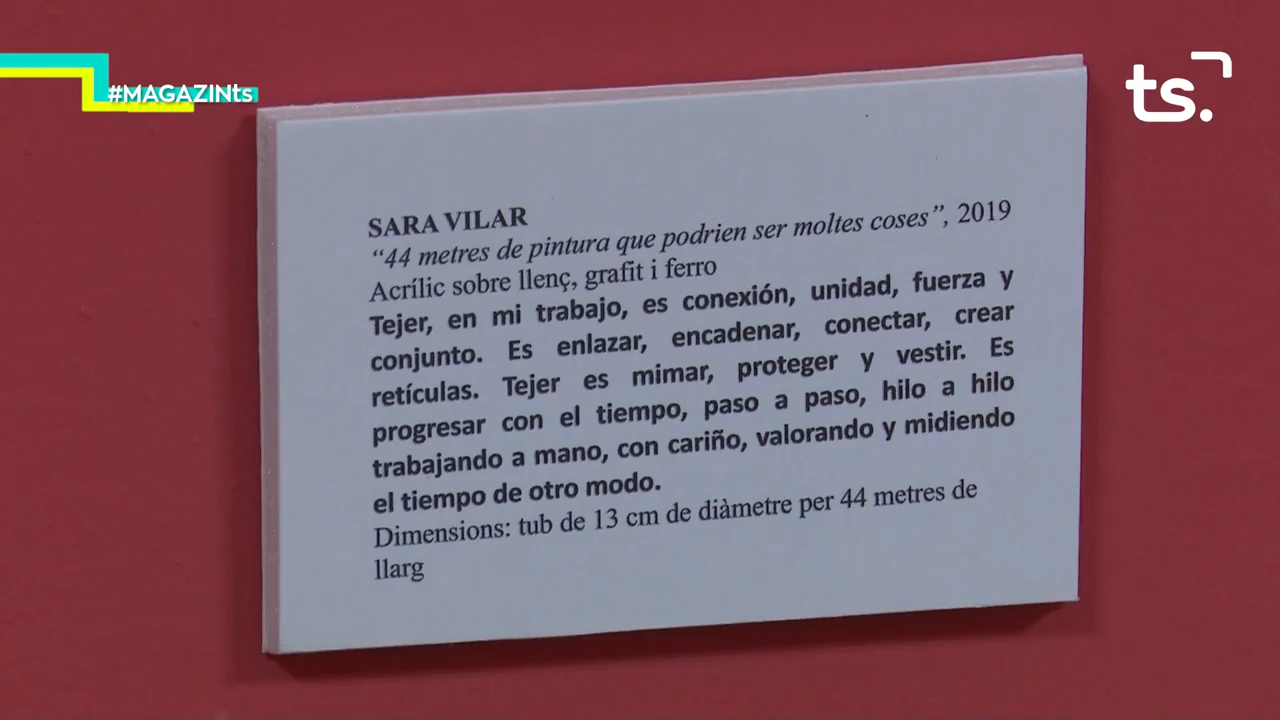 #MAGAZINts
ts.
SARA VILAR
“44 metres de pintura que podrien ser moltes coses”, 2019
Acrílic sobre llenç, grafit i ferro
Tejer, en mi trabajo, es conexión, unidad, fuerza y
conjunto. Es enlazar, encadenar, conectar, crear
retículas. Tejer es mimar, proteger y vestir. Es
progresar con el tiempo, paso a paso, hilo a hilo
trabajando a mano, con cariño, valorando y midiendo
el tiempo de otro modo.
Dimensions: tub de 13 cm de diàmetre per 44 metres de
llarg